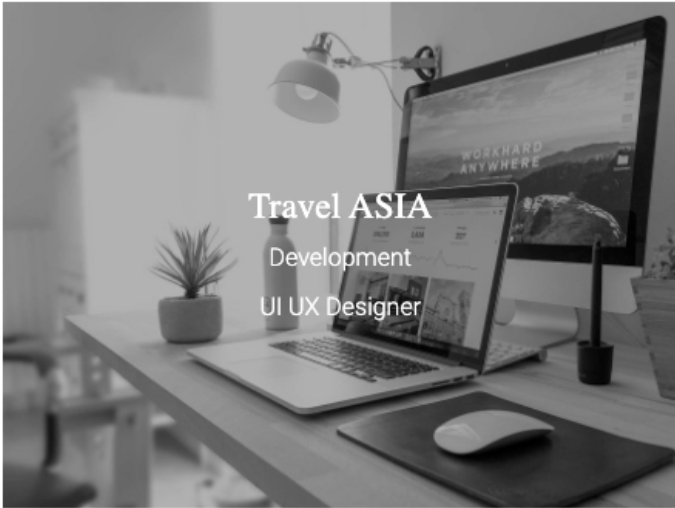 WORKHARD
ANYWHERE
Travel ASIA
Development
UI UX Designer